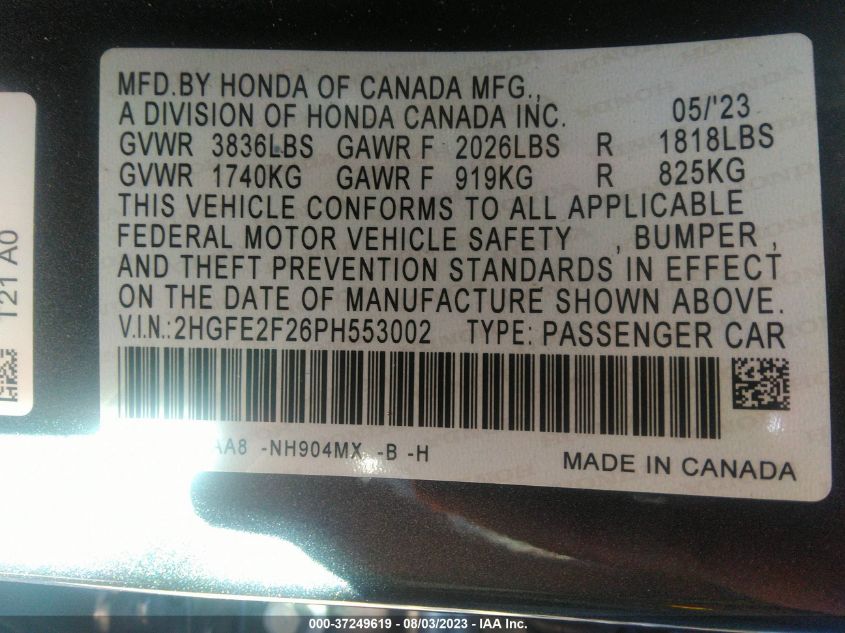 MFD.BY HONDA OF CANADA MFG.,
A DIVISION OF HONDA CANADA INC. 05/'23
GVWR 3836LBS GAWR F 2026LBS R 1818LBS
GVWR 1740KG GAWR F 919KG R 825KG
THIS VEHICLE CONFORMS TO ALL APPLICABLE
FEDERAL MOTOR VEHICLE SAFETY , BUMPER ,
AND THEFT PREVENTION STANDARDS IN EFFECT
ON THE DATE OF MANUFACTURE SHOWN ABOVE.
V.I.N.:2HGFE2F26PH553002 TYPE: PASSENGER CAR
AA8 -NH904MX -B -H
MADE IN CANADA
121 A0
000-37249619 - 08/03/2023 - IAA Inc.